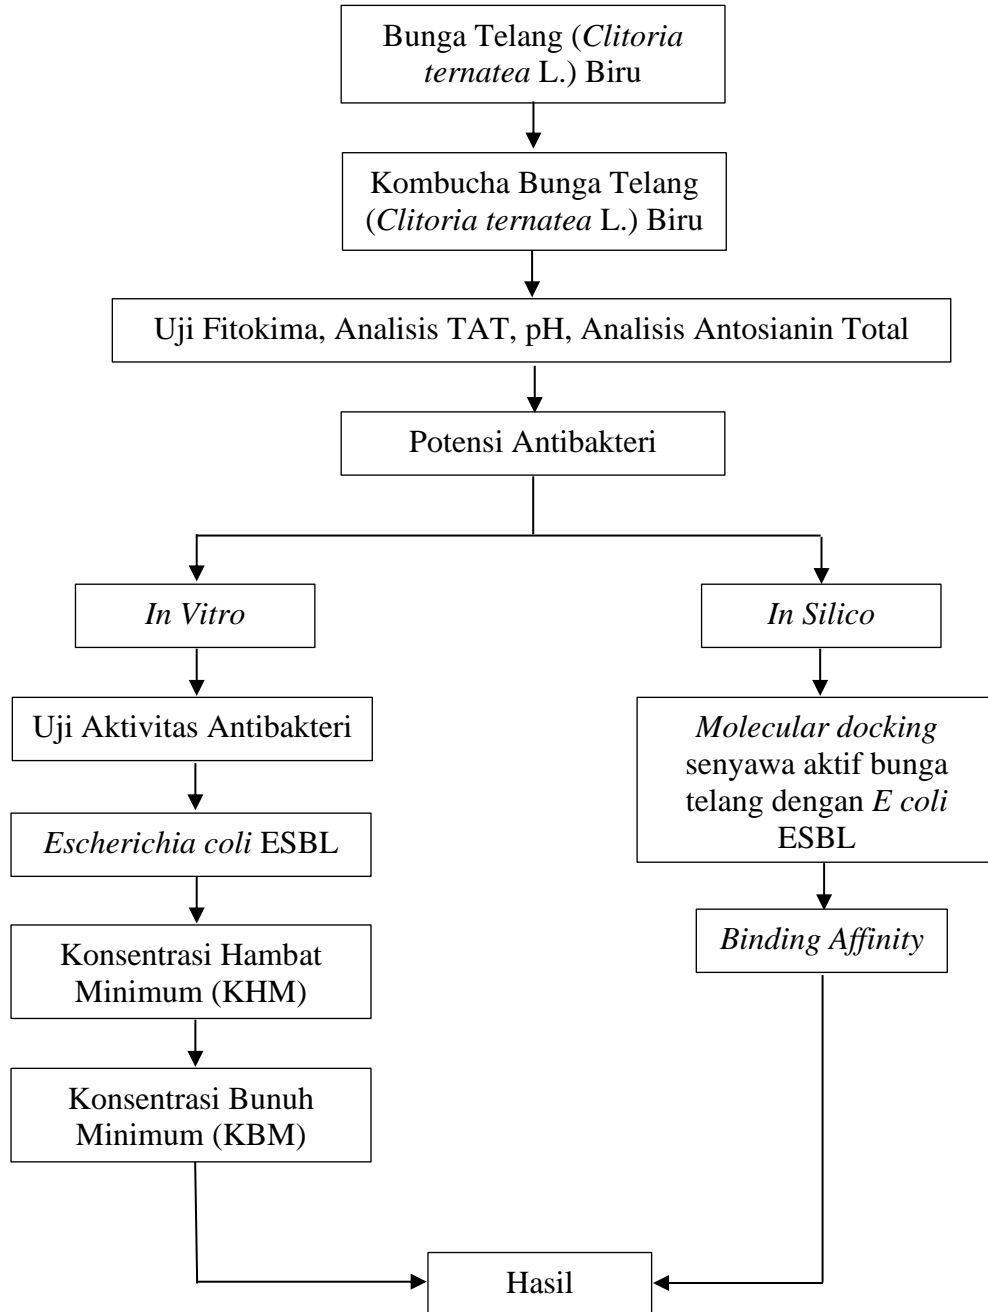 Bunga Telang (Clitoria
ternatea L.) Biru
Kombucha Bunga Telang
(Clitoria ternatea L.) Biru
Uji Fitokima, Analisis TAT, pH, Analisis Antosianin Total
Potensi Antibakteri
In Vitro
Uji Aktivitas Antibakteri
Escherichia coli ESBL
Konsentrasi Hambat
Minimum (KHM)
Konsentrasi Bunuh
Minimum (KBM)
In Silico
Molecular docking
senyawa aktif bunga
telang dengan E coli
ESBL
Binding Affinity
Hasil